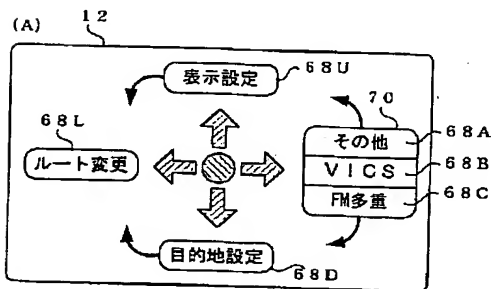 (A)
12
表示設定
68U
70
68L
その他
68A
ルート変更
VICS
68B
FM多重
68C
目的地設定
68D